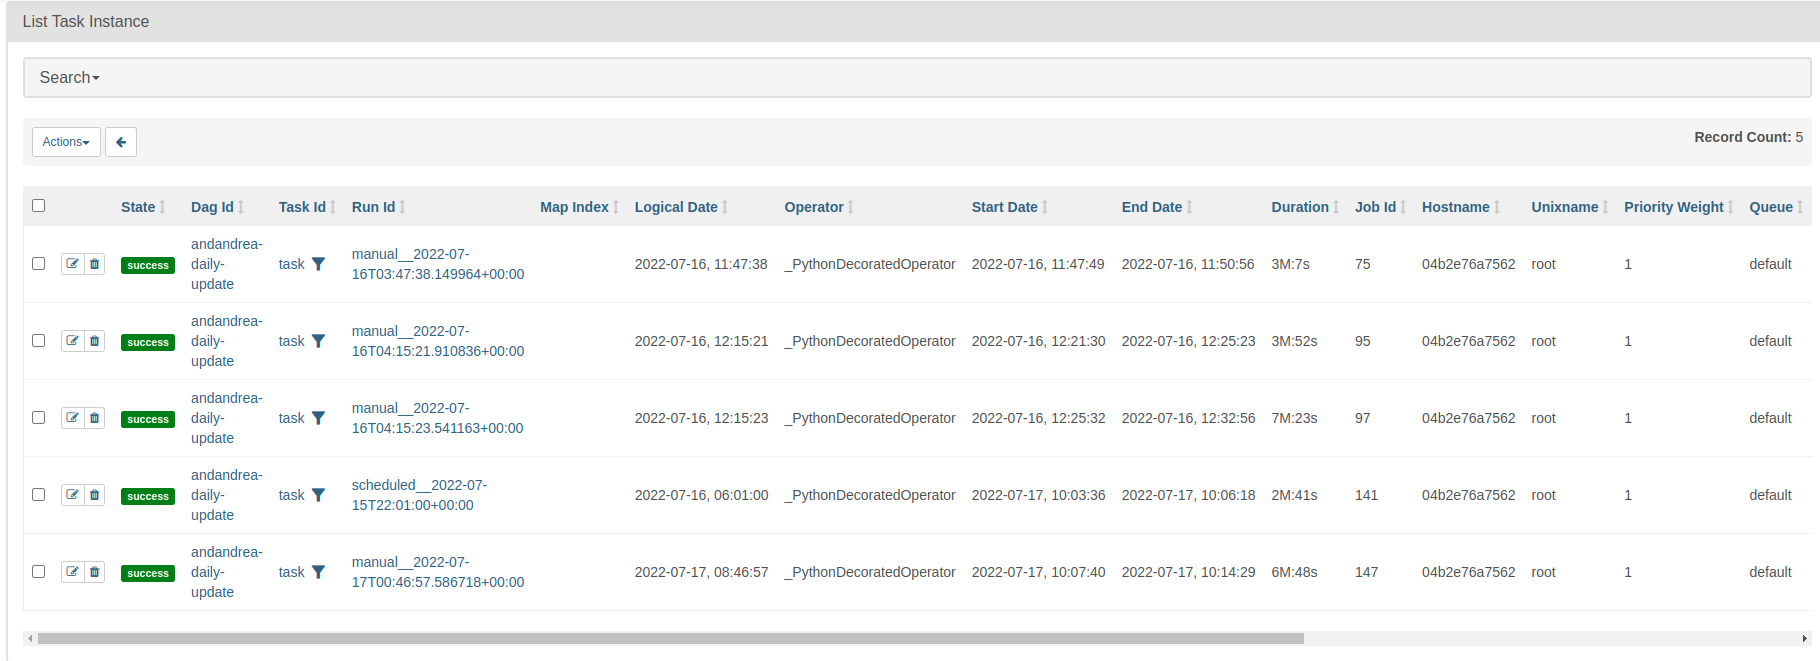 List Task Instance
Search
Actions
Record Count: 5
State Dag Id Task Id Run Id Map Index Logical Date Operator Start Date End Date Duration Job Id Hostname Unixname Priority Weight Queue
success andandrea-daily-update task manual__2022-07-16T03:47:38.149964+00:00 2022-07-16, 11:47:38 _PythonDecoratedOperator 2022-07-16, 11:47:49 2022-07-16, 11:50:56 3M:7s 75 04b2e76a7562 root 1 default
success andandrea-daily-update task manual__2022-07-16T04:15:21.910836+00:00 2022-07-16, 12:15:21 _PythonDecoratedOperator 2022-07-16, 12:21:30 2022-07-16, 12:25:23 3M:52s 95 04b2e76a7562 root 1 default
success andandrea-daily-update task manual__2022-07-16T04:15:23.541163+00:00 2022-07-16, 12:15:23 _PythonDecoratedOperator 2022-07-16, 12:25:32 2022-07-16, 12:32:56 7M:23s 97 04b2e76a7562 root 1 default
success andandrea-daily-update task scheduled__2022-07-15T22:01:00+00:00 2022-07-16, 06:01:00 _PythonDecoratedOperator 2022-07-17, 10:03:36 2022-07-17, 10:06:18 2M:41s 141 04b2e76a7562 root 1 default
success andandrea-daily-update task manual__2022-07-17T00:46:57.586718+00:00 2022-07-17, 08:46:57 _PythonDecoratedOperator 2022-07-17, 10:07:40 2022-07-17, 10:14:29 6M:48s 147 04b2e76a7562 root 1 default